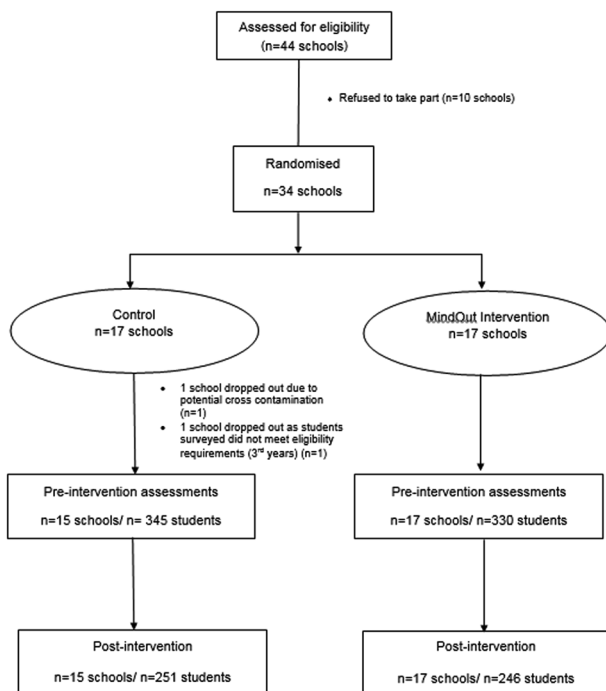 Assessed for eligibility
(n=44 schools)
♦ Refused to take part (n=10 schools)
Randomised
n=34 schools
Control
n=17 schools
MindOut Intervention
n=17 schools
• 1 school dropped out due to
potential cross contamination
(n=1)
• 1 school dropped out as students
surveyed did not meet eligibility
requirements (3rd years) (n=1)
Pre-intervention assessments
n=15 schools/ n= 345 students
Pre-intervention assessments
n=17 schools/ n=330 students
Post-intervention
n=15 schools/ n=251 students
Post-intervention
n=17 schools/ n=246 students